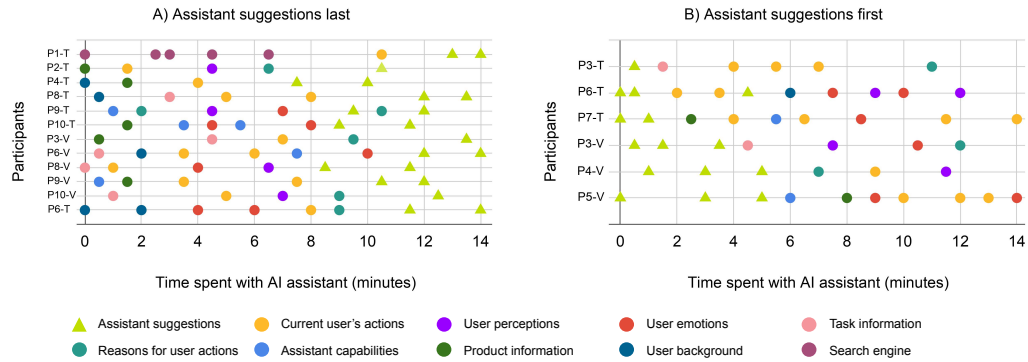 A) Assistant suggestions last
B) Assistant suggestions first
Participants
P1-T
P2-T
P4-T
P8-T
P9-T
P10-T
P3-V
P6-V
P8-V
P9-V
P10-V
P6-T
0 2 4 6 8 10 12 14
Time spent with AI assistant (minutes)
Participants
P3-T
P6-T
P7-T
P3-V
P4-V
P5-V
0 2 4 6 8 10 12 14
Time spent with AI assistant (minutes)
Assistant suggestions Current user's actions User perceptions User emotions Task information
Reasons for user actions Assistant capabilities Product information User background Search engine